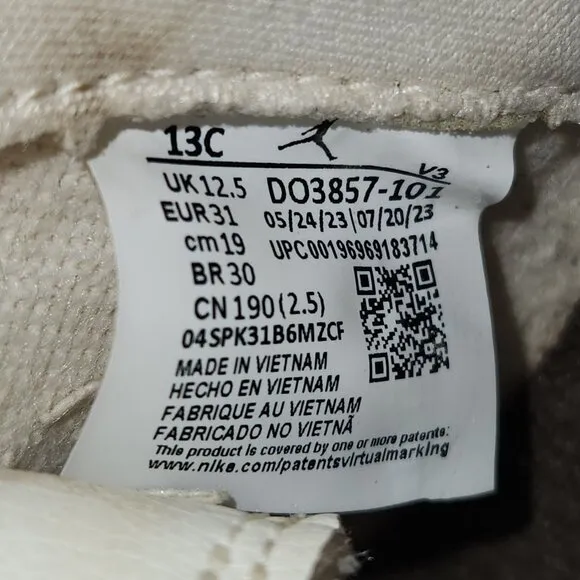 13C
V3
UK12.5 DO3857-101
EUR31 05/24/23|07/20/23
cm19 UPC00196969183714
BR30
CN190(2.5)
04SPK31B6MZCF
MADE IN VIETNAM
HECHO EN VIETNAM
FABRIQUE AU VIETNAM
FABRICADO NO VIETNÃ
This product is covered by one or more patents:
www.nike.com/patentsvirtualmarking